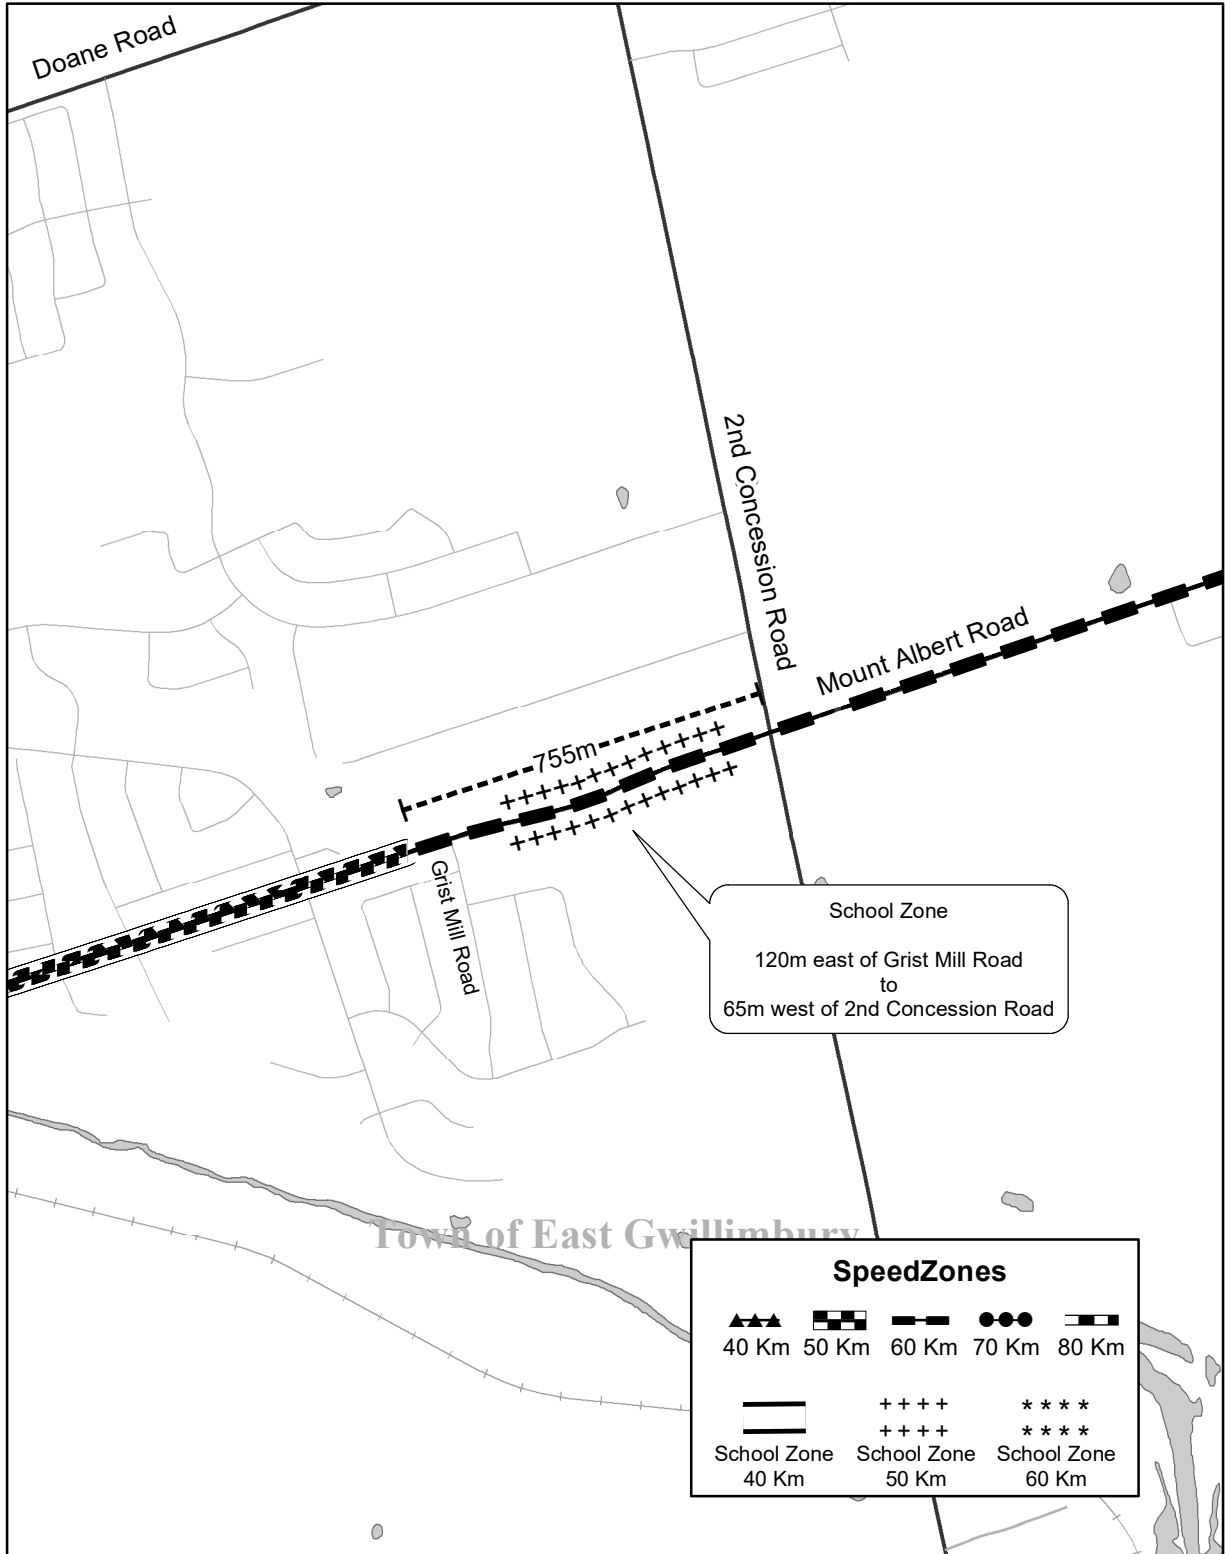 Doane Road
2nd Concession Road
Mount Albert Road
755m
Grist Mill Road
School Zone
120m east of Grist Mill Road
to
65m west of 2nd Concession Road
Town of East Gwillimbury
SpeedZones
40 Km 50 Km 60 Km 70 Km 80 Km
School Zone School Zone School Zone
40 Km 50 Km 60 Km